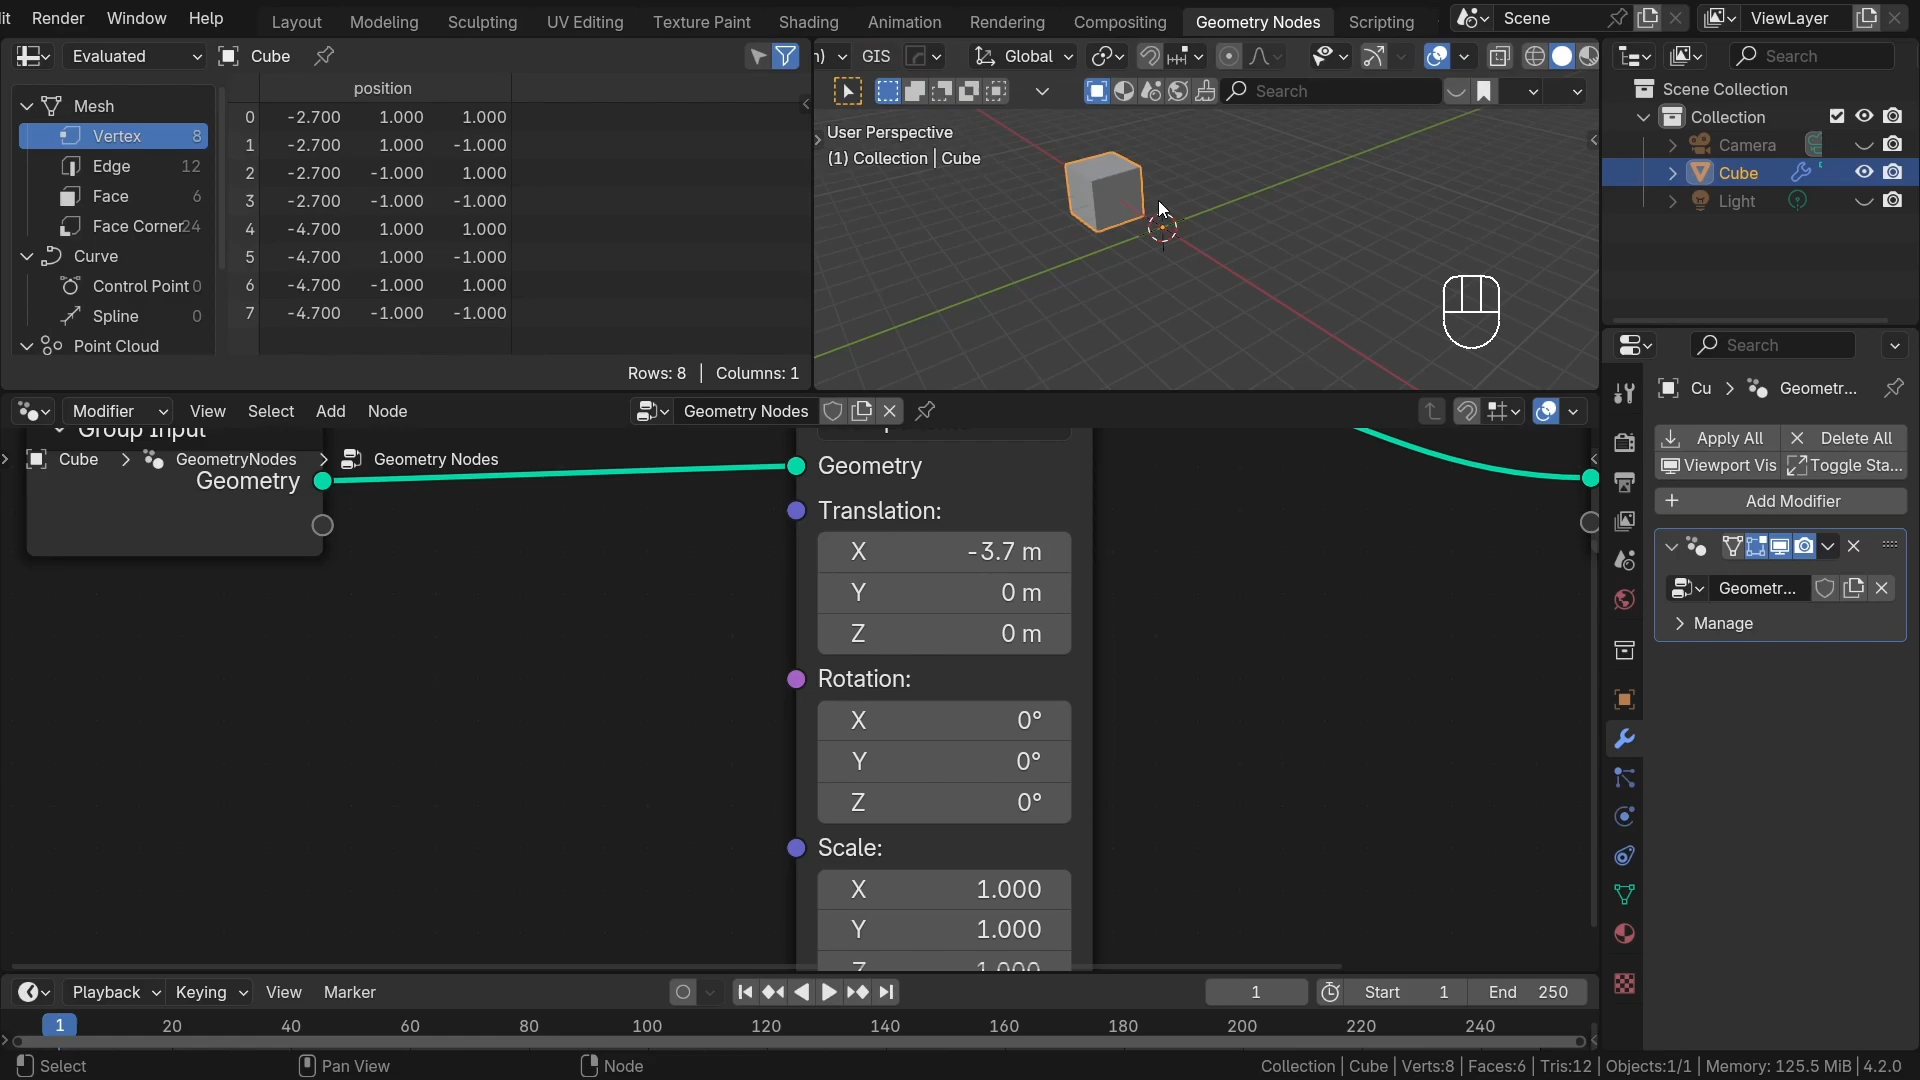 it Render Window Help Layout Modeling Sculpting UV Editing Texture Paint Shading Animation Rendering Compositing Geometry Nodes Scripting Scene ViewLayer
Evaluated Cube
GIS Global
Search
position
Mesh
Vertex 8
Edge 12
Face 6
Face Corner 24
Curve
Control Point 0
Spline 0
Point Cloud
0 -2.700 1.000 1.000
1 -2.700 1.000 -1.000
2 -2.700 -1.000 1.000
3 -2.700 -1.000 -1.000
4 -4.700 1.000 1.000
5 -4.700 1.000 -1.000
6 -4.700 -1.000 1.000
7 -4.700 -1.000 -1.000
Rows: 8 | Columns: 1
Search
User Perspective
(1) Collection | Cube
Scene Collection
Collection
Camera
Cube
Light
Search
Cu Geometr...
Apply All Delete All
Viewport Vis Toggle Sta...
Add Modifier
Geometr...
Manage
Modifier View Select Add Node Geometry Nodes
Group Input
Cube GeometryNodes Geometry Nodes
Geometry
Geometry
Translation:
X -3.7 m
Y 0 m
Z 0 m
Rotation:
X 0°
Y 0°
Z 0°
Scale:
X 1.000
Y 1.000
Z 1.000
Playback Keying View Marker 1 Start 1 End 250
1 20 40 60 80 100 120 140 160 180 200 220 240
Select Pan View Node Collection | Cube | Verts:8 | Faces:6 | Tris:12 | Objects:1/1 | Memory: 125.5 MiB | 4.2.0